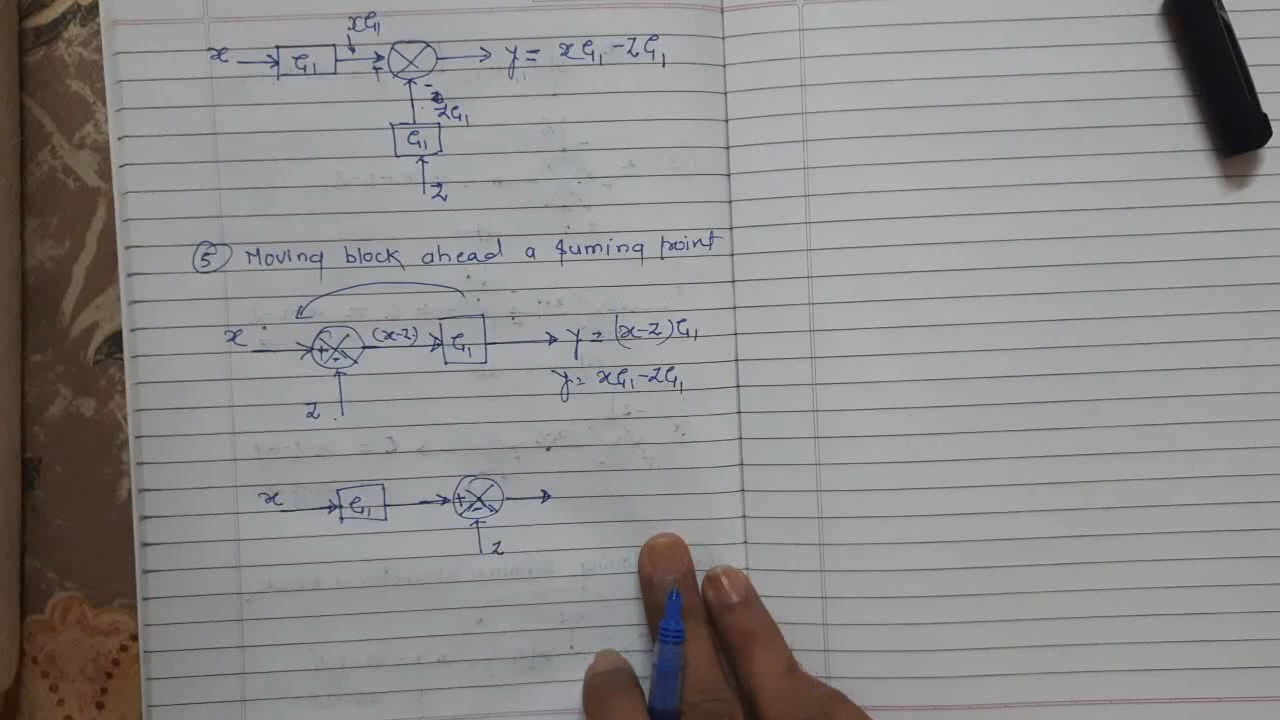 xG₁
x G₁ + y = xG₁ - ZG₁
-
ZG₁
G₁
Z
⑤ Moving block ahead a suming point
x + - (x-Z) G₁ y = (x-Z)G₁
y = xG₁ - ZG₁
Z
x G₁ + -
Z